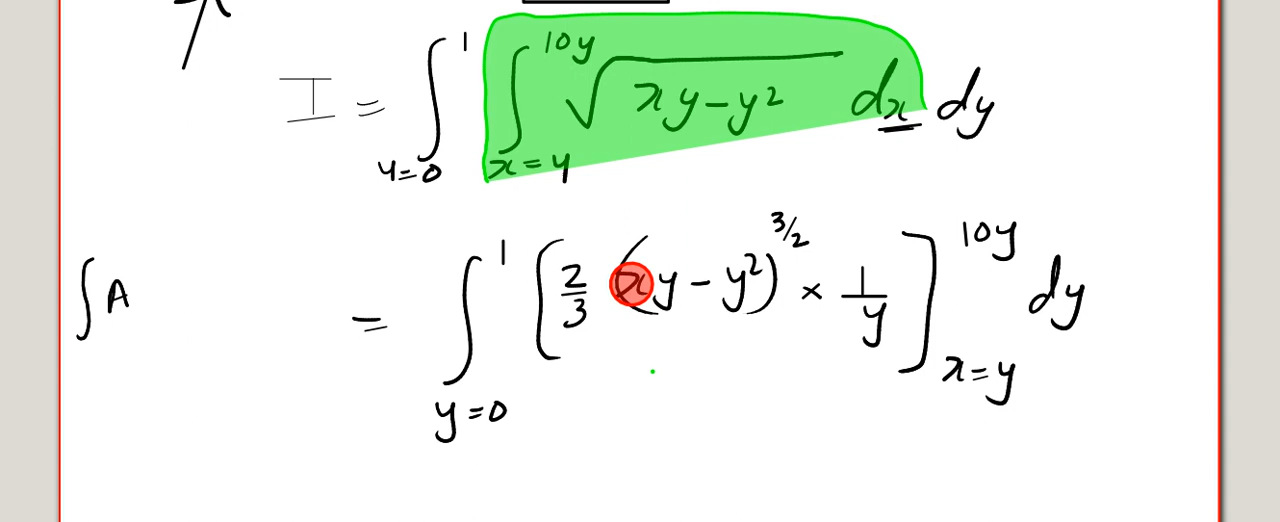 I = ∫_{y=0}^{1} ∫_{x=y}^{10y} √(xy-y²) dx dy
∫A = ∫_{y=0}^{1} [2/3 (xy-y²)^{3/2} × 1/y]_{x=y}^{10y} dy